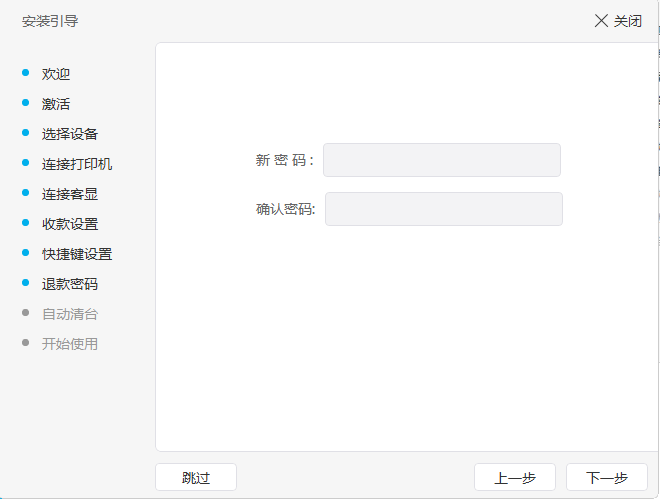 安装引导
关闭
欢迎
激活
选择设备
连接打印机
连接客显
收款设置
快捷键设置
退款密码
自动清台
开始使用
新 密 码 :
确认密码:
跳过
上一步
下一步